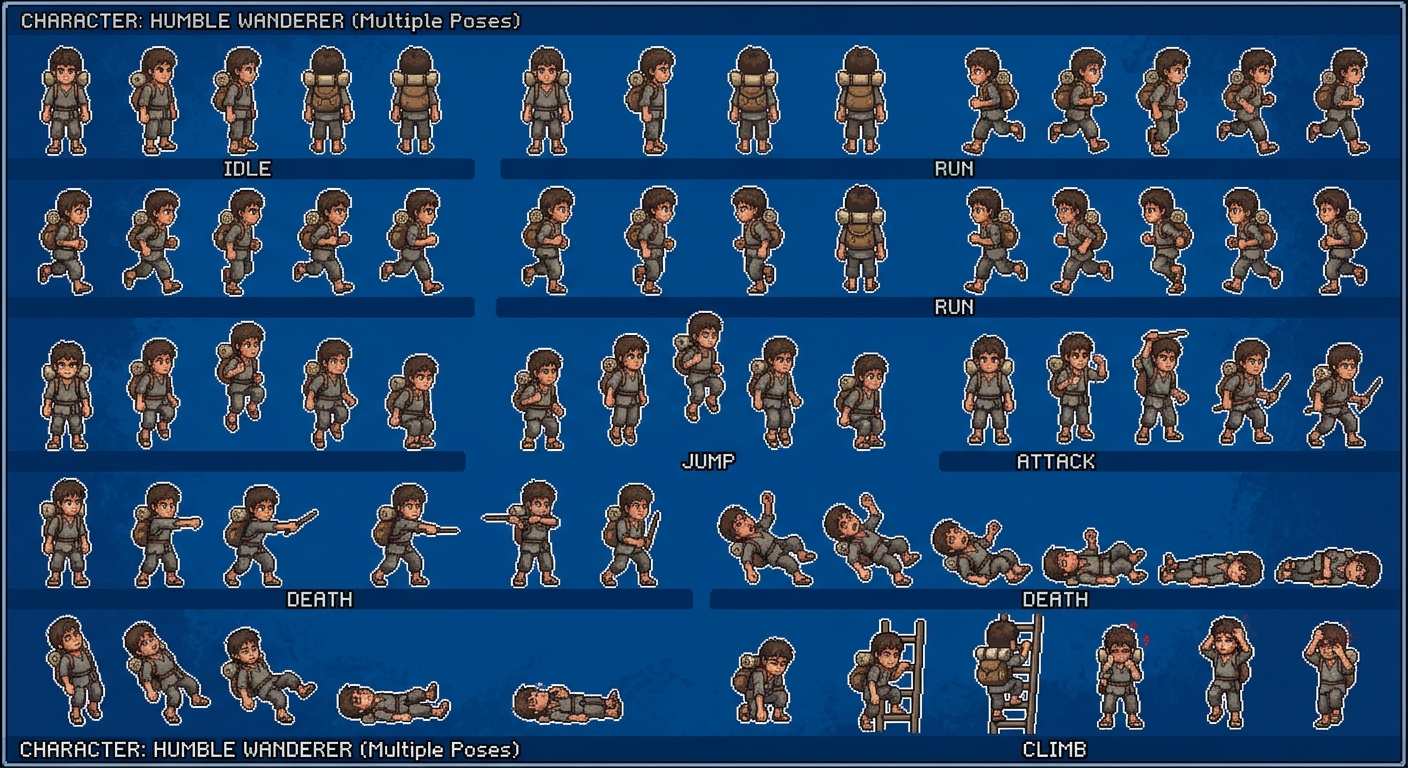 CHARACTER: HUMBLE WANDERER (Multiple Poses)
IDLE
RUN
RUN
JUMP
ATTACK
DEATH
DEATH
CHARACTER: HUMBLE WANDERER (Multiple Poses)
CLIMB